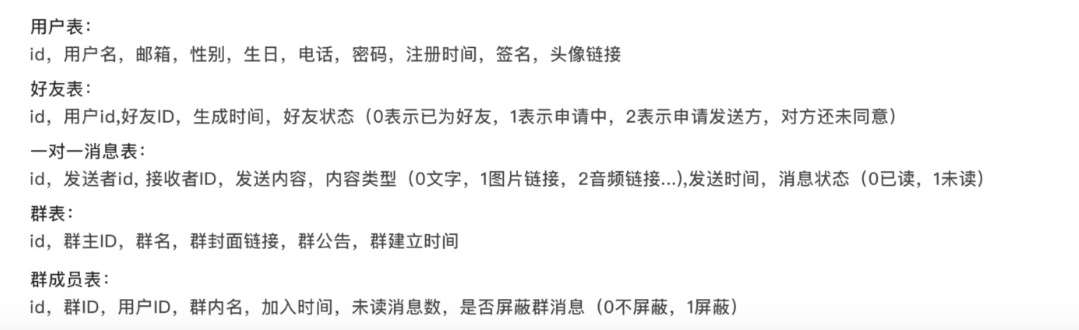 用户表：
id，用户名，邮箱，性别，生日，电话，密码，注册时间，签名，头像链接
好友表：
id，用户id,好友ID，生成时间，好友状态（0表示已为好友，1表示申请中，2表示申请发送方，对方还未同意）
一对一消息表：
id，发送者id, 接收者ID，发送内容，内容类型（0文字，1图片链接，2音频链接...),发送时间，消息状态（0已读，1未读）
群表：
id，群主ID，群名，群封面链接，群公告，群建立时间
群成员表：
id，群ID，用户ID，群内名，加入时间，未读消息数，是否屏蔽群消息（0不屏蔽，1屏蔽）